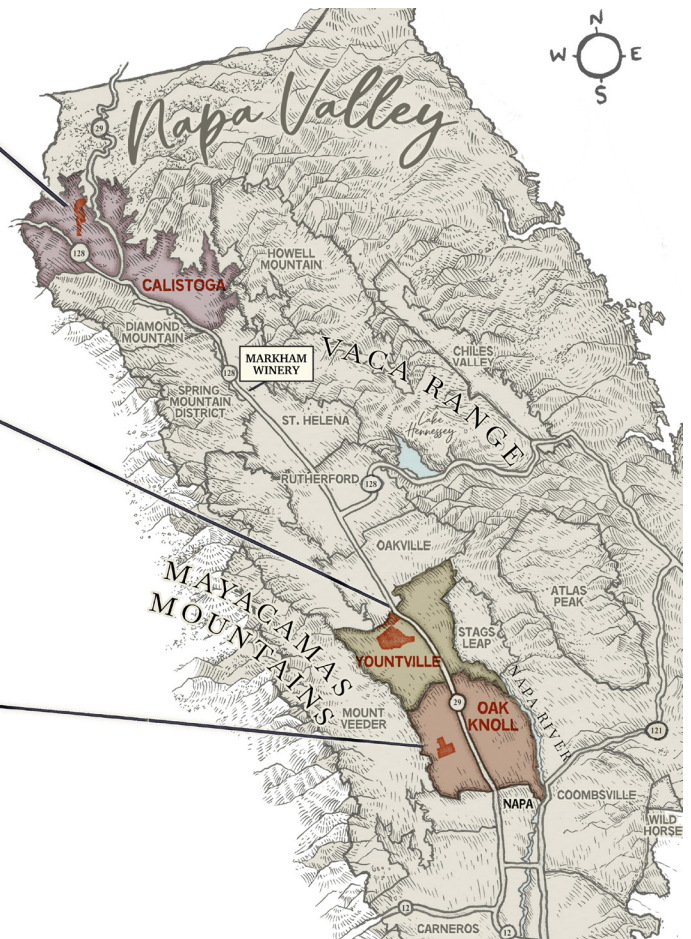 N
W E
S
Napa Valley
29
128
CALISTOGA
HOWELL
MOUNTAIN
DIAMOND
MOUNTAIN
MARKHAM
WINERY
128
VACA RANGE
CHILES
VALLEY
SPRING
MOUNTAIN
DISTRICT
ST. HELENA
Lake
Hennessey
RUTHERFORD
128
OAKVILLE
MAYACAMAS
MOUNTAINS
ATLAS
PEAK
STAGS
LEAP
YOUNTVILLE
NAPA RIVER
29
OAK
KNOLL
MOUNT
VEEDER
121
NAPA
COOMBSVILLE
WILD
HORSE
12
CARNEROS
12